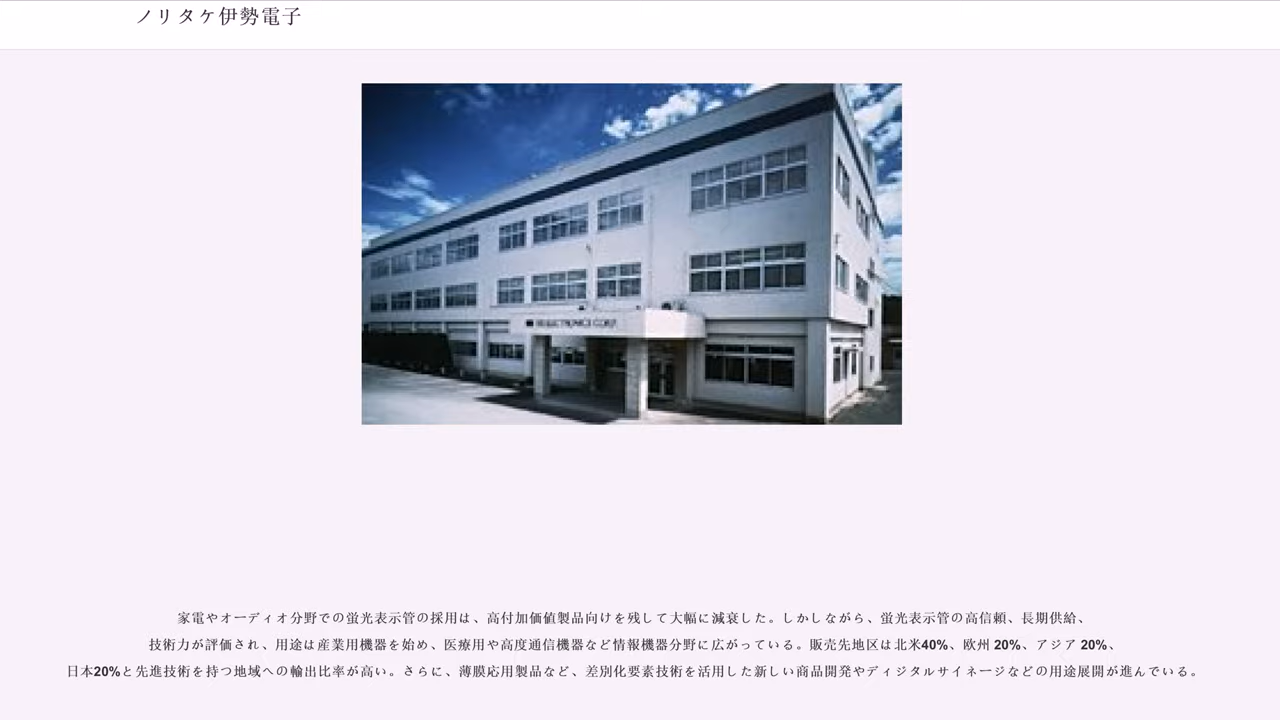 ノリタケ伊勢電子
ELECTRONICS CORP.
家電やオーディオ分野での蛍光表示管の採用は、高付加価値製品向けを残して大幅に減衰した。しかしながら、蛍光表示管の高信頼、長期供給、
技術力が評価され、用途は産業用機器を始め、医療用や高度通信機器など情報機器分野に広がっている。販売先地区は北米40%、欧州 20%、アジア 20%、
日本20%と先進技術を持つ地域への輸出比率が高い。さらに、薄膜応用製品など、差別化要素技術を活用した新しい商品開発やディジタルサイネージなどの用途展開が進んでいる。